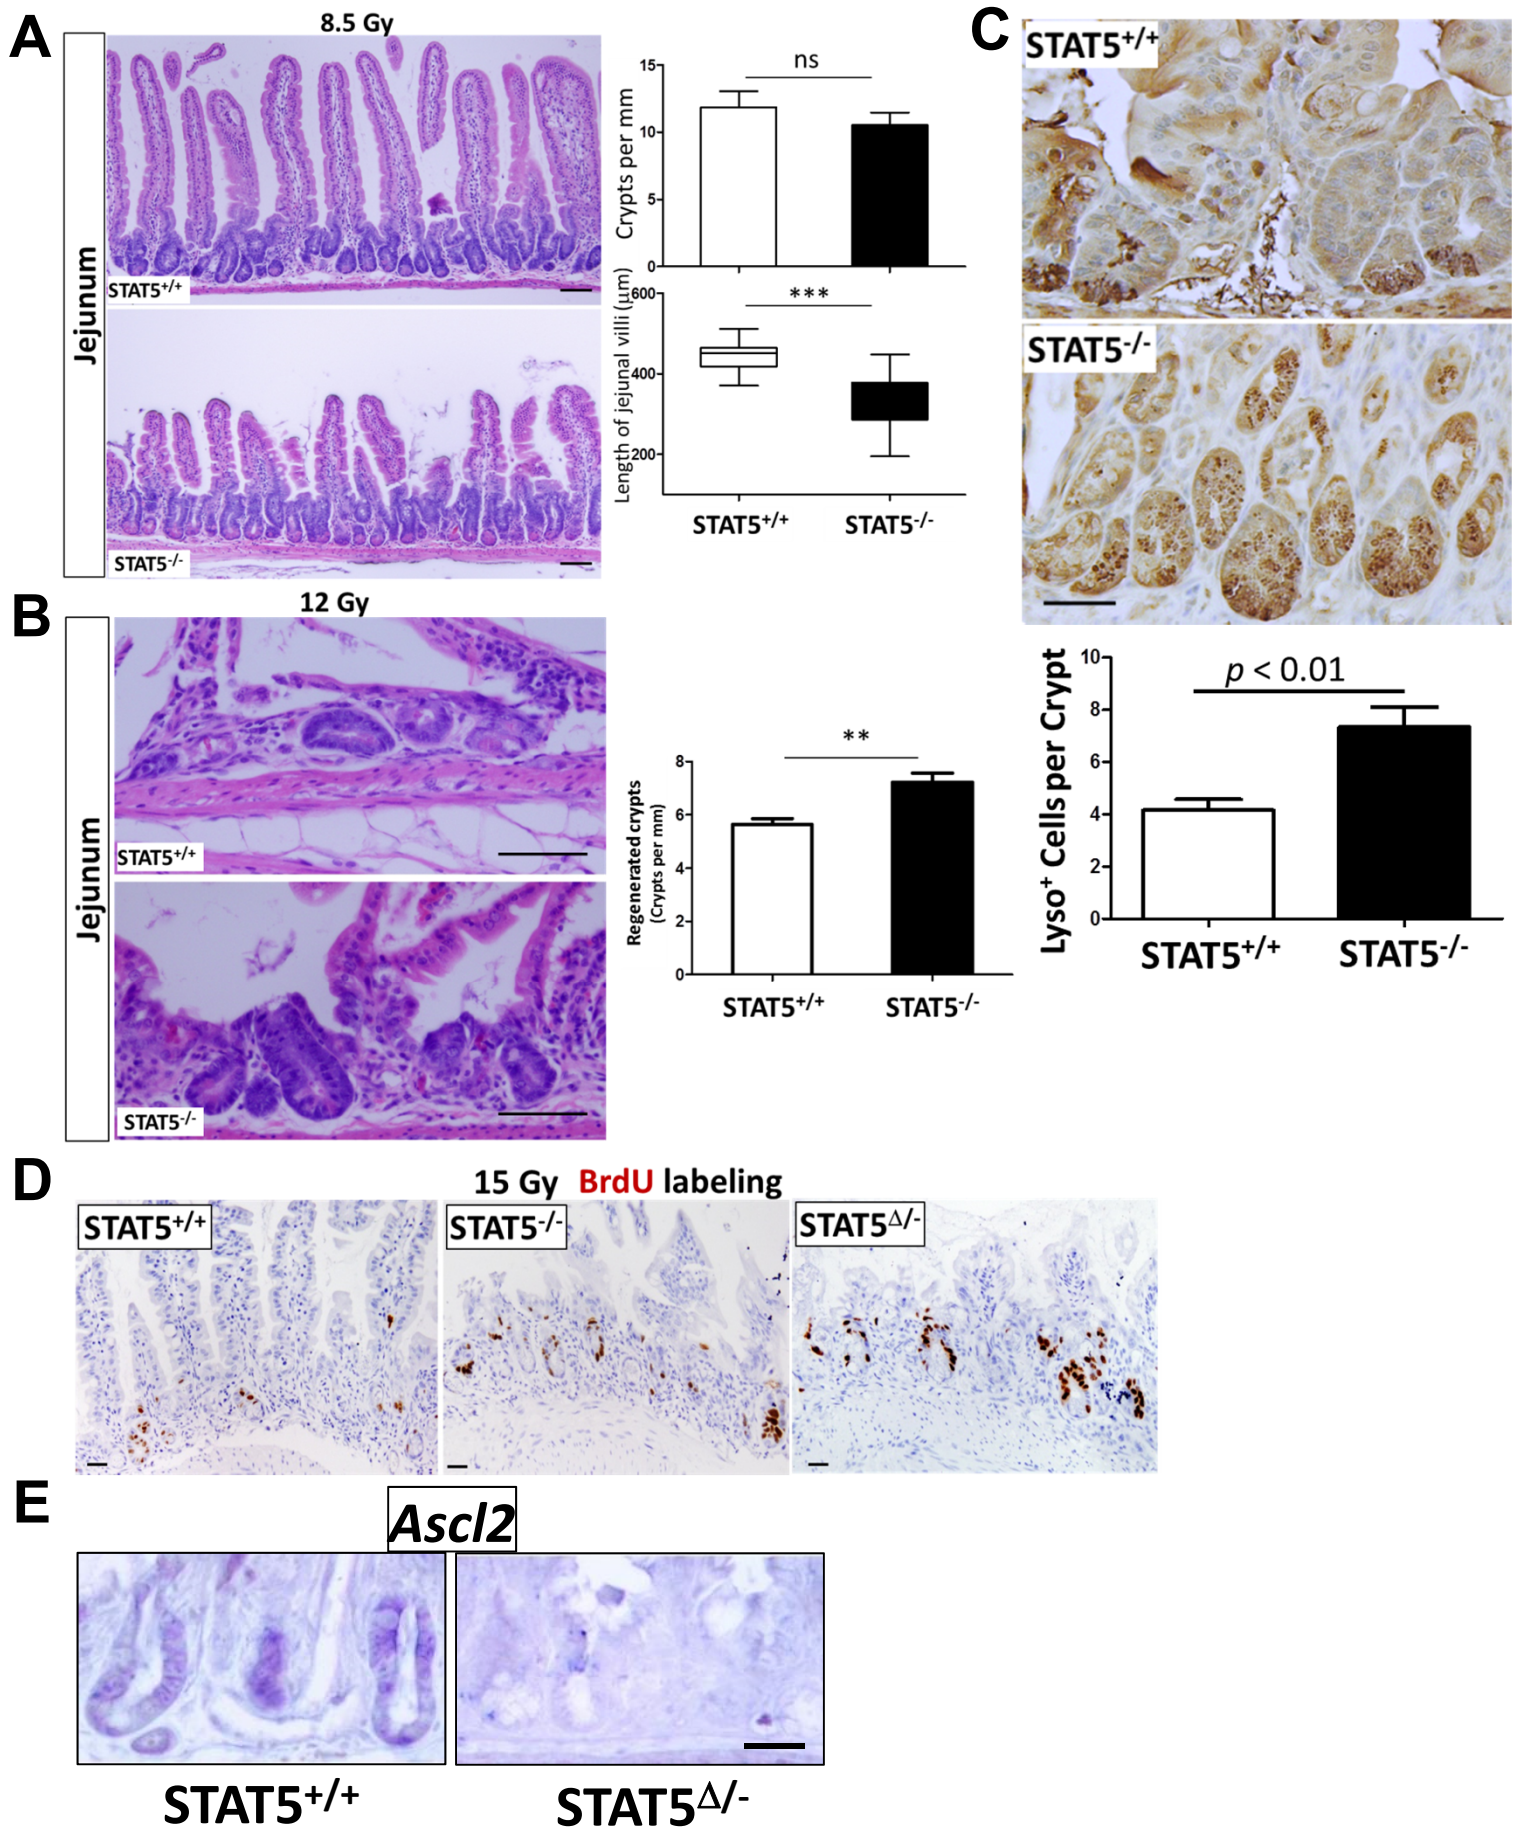 A
8.5 Gy
Jejunum
STAT5+/+
STAT5-/-
Crypts per mm
15
10
5
0
ns
Length of jejunal villi (µm)
600
400
200
***
STAT5+/+
STAT5-/-
B
12 Gy
Jejunum
STAT5+/+
STAT5-/-
Regenerated crypts
(Crypts per mm)
8
6
4
2
0
**
STAT5+/+
STAT5-/-
C
STAT5+/+
STAT5-/-
Lyso+ Cells per Crypt
10
8
6
4
2
0
p < 0.01
STAT5+/+
STAT5-/-
D
15 Gy BrdU labeling
STAT5+/+
STAT5-/-
STAT5Δ/-
E
Ascl2
STAT5+/+
STAT5Δ/-